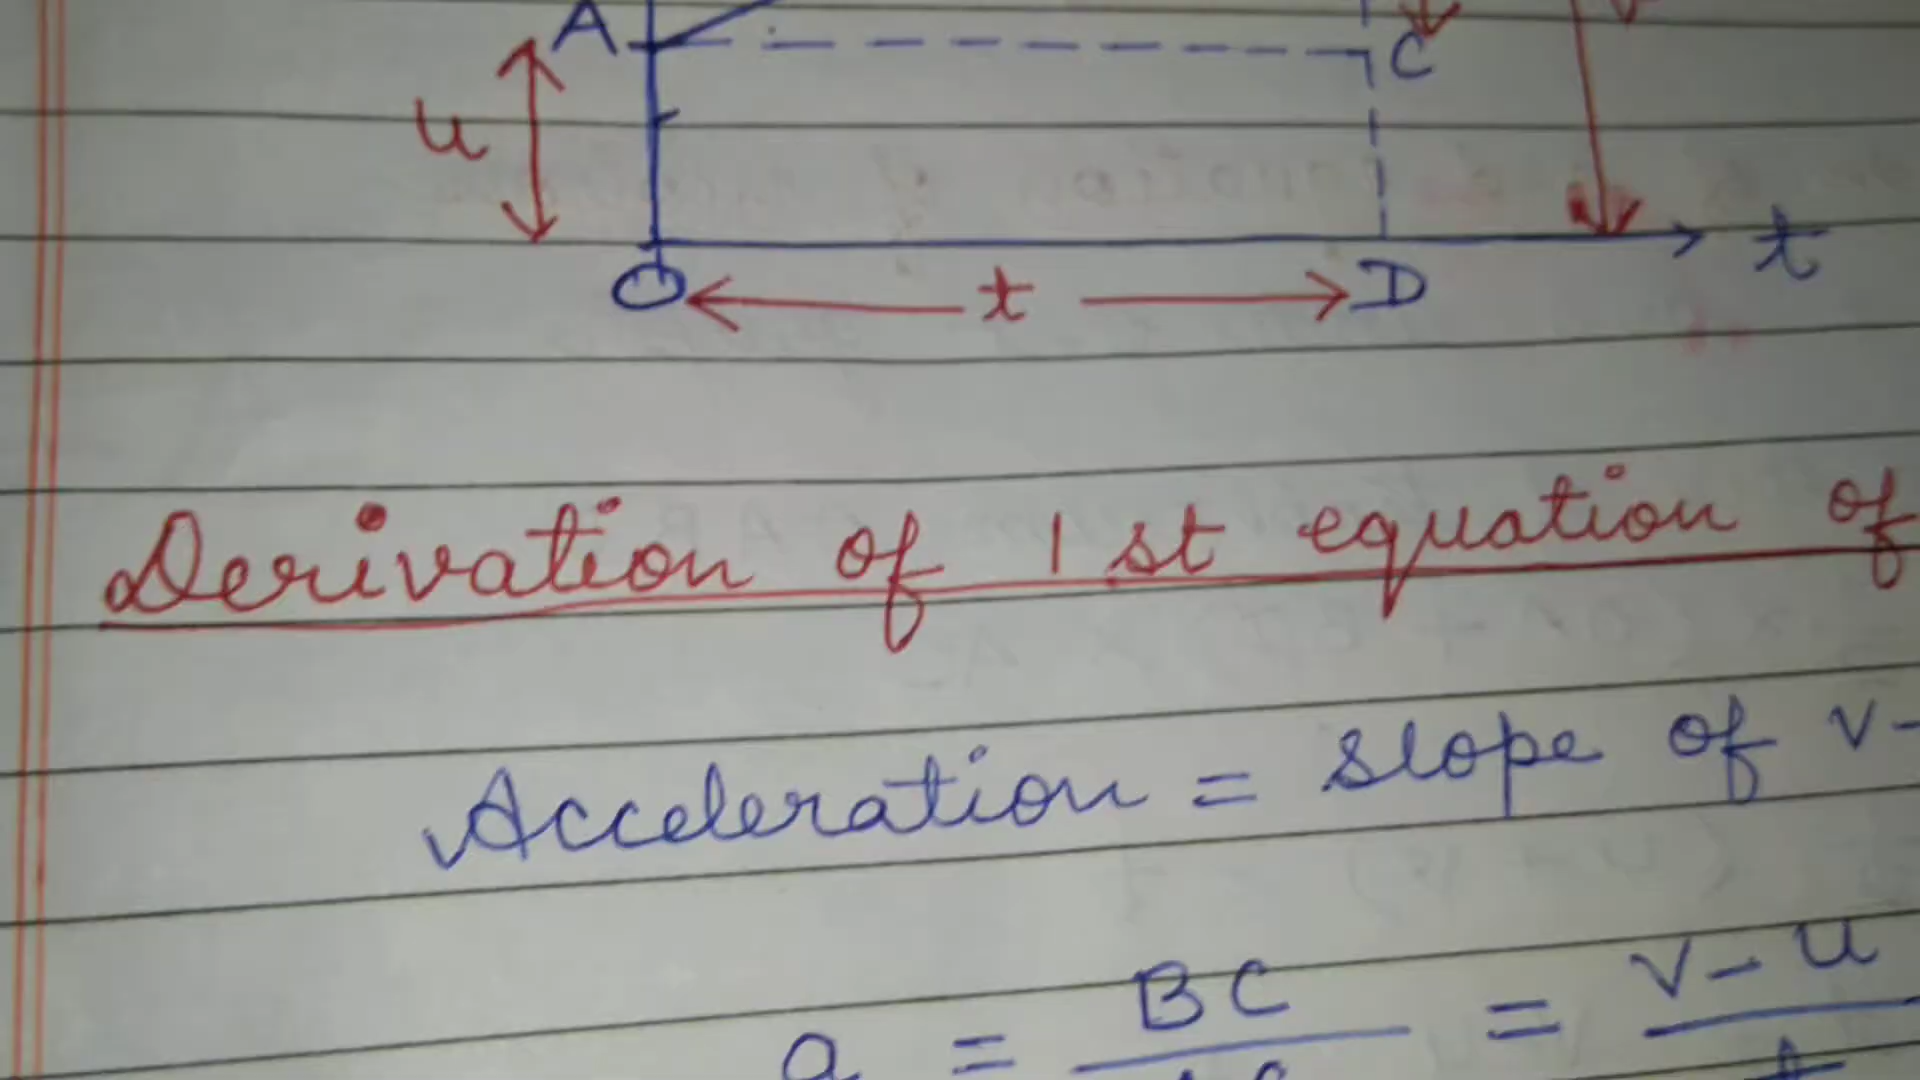 A
C
u
t
O
t
D
Derivation of 1st equation of
Acceleration = slope of v-
a = BC = v-u
t